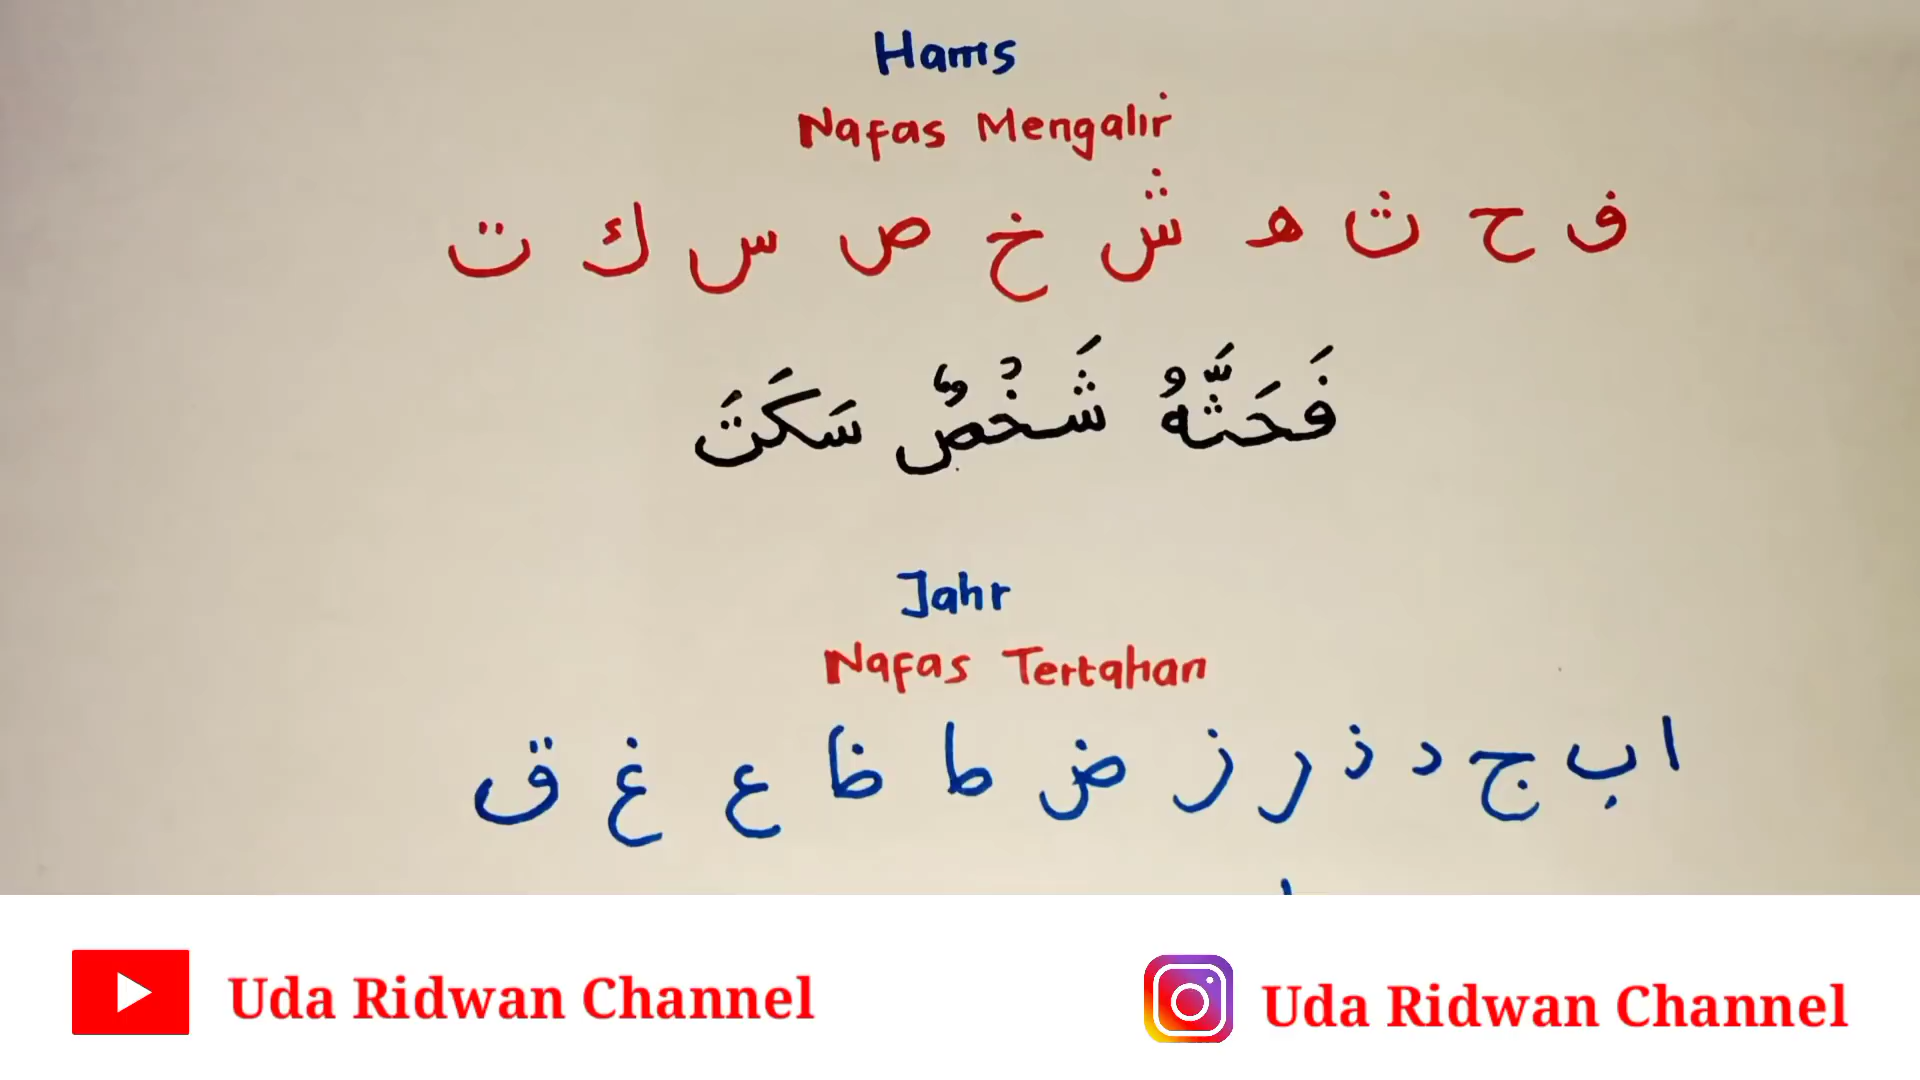 Hams
Nafas Mengalir
ف ح ث ه ش خ ص س ك ت
فَحَثَّهُ شَخْصٌ سَكَتَ
Jahr
Nafas Tertahan
ا ب ج د ذ ر ز ض ط ظ ع غ ق
Uda Ridwan Channel
Uda Ridwan Channel